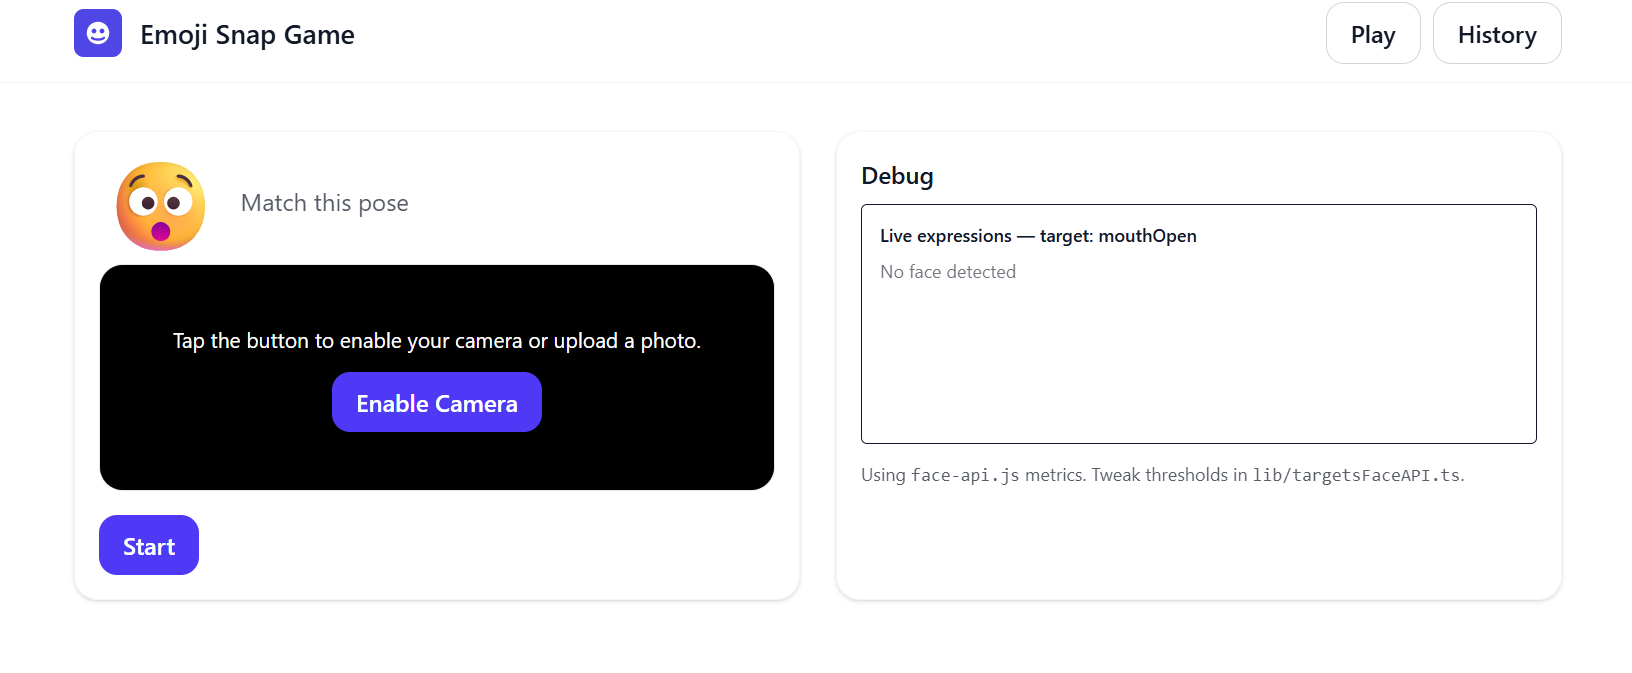 Emoji Snap Game
Play
History
Match this pose
Tap the button to enable your camera or upload a photo.
Enable Camera
Start
Debug
Live expressions — target: mouthOpen
No face detected
Using face-api.js metrics. Tweak thresholds in lib/targetsFaceAPI.ts.